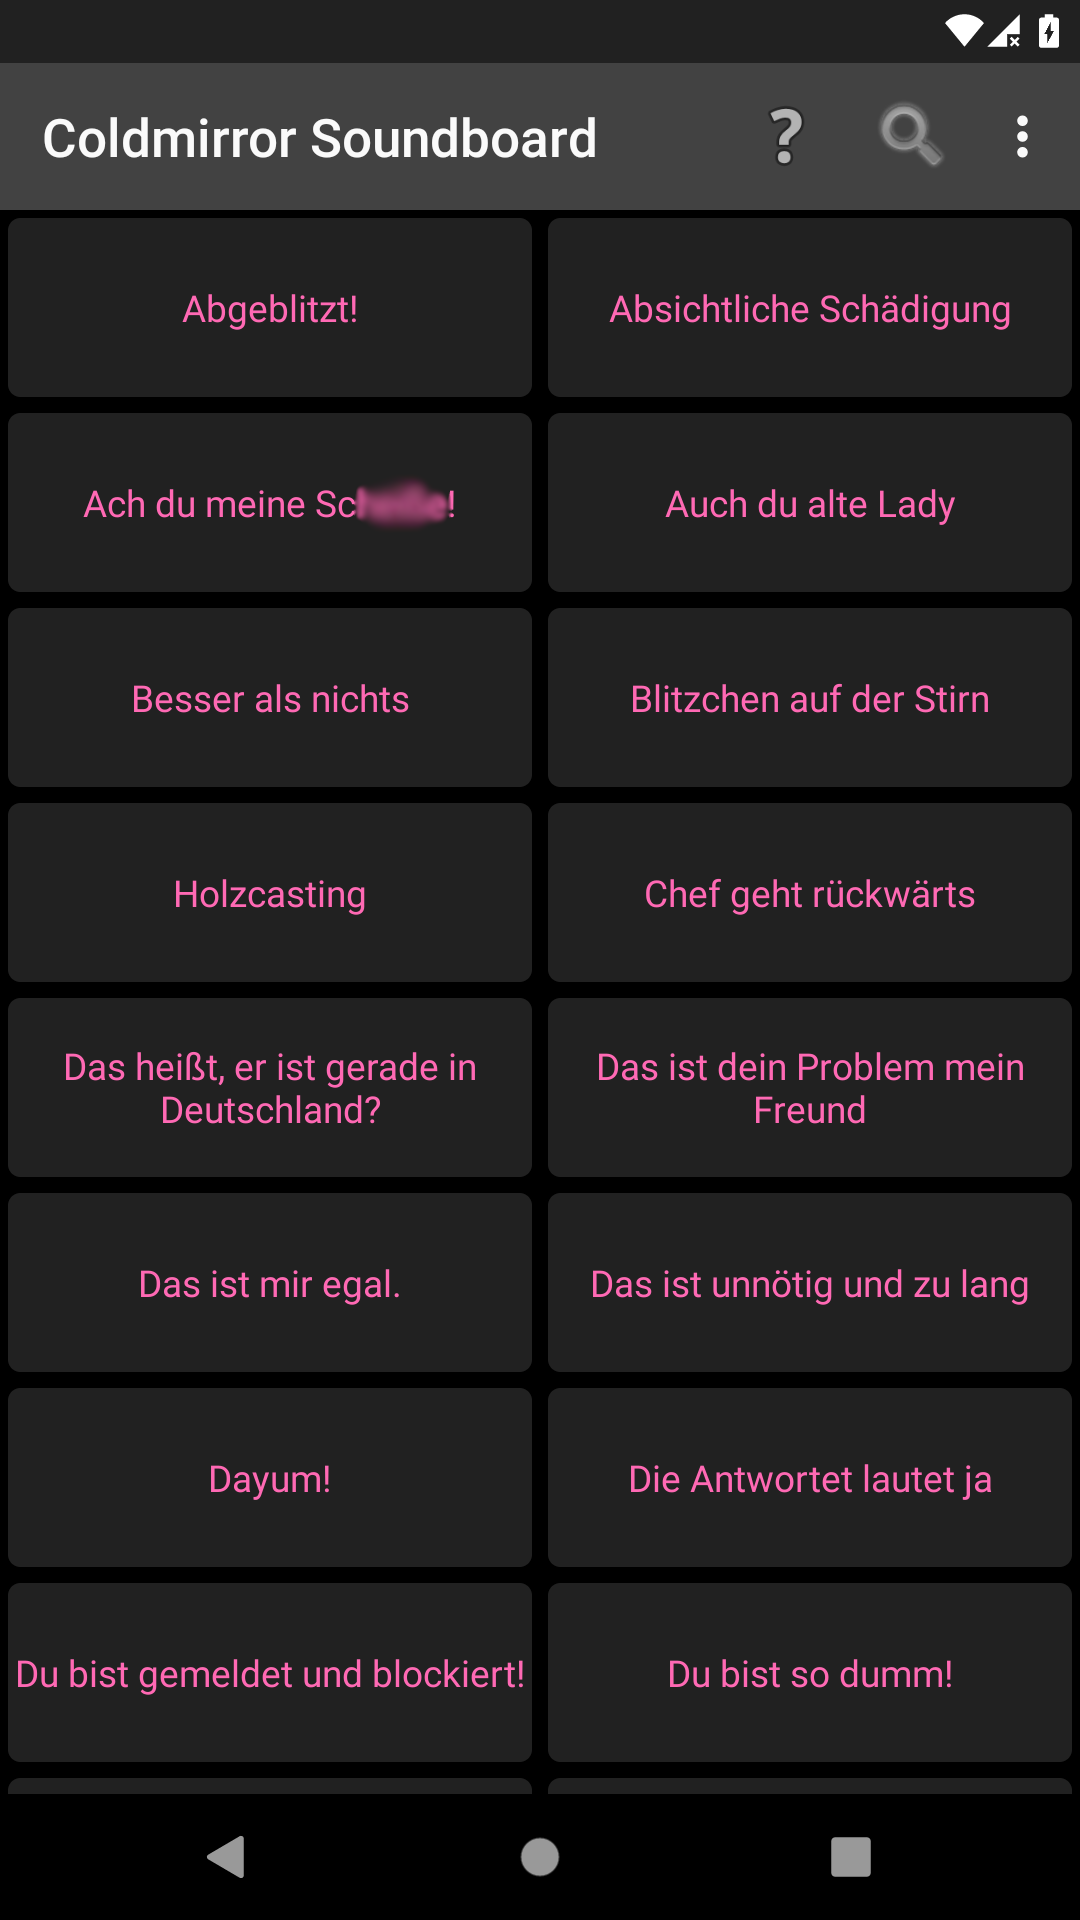 Coldmirror Soundboard
Abgeblitzt!
Absichtliche Schädigung
Ach du meine
Auch du alte Lady
Besser als nichts
Blitzchen auf der Stirn
Holzcasting
Chef geht rückwärts
Das heißt, er ist gerade in
Deutschland?
Das ist dein Problem mein
Freund
Das ist mir egal.
Das ist unnötig und zu lang
Dayum!
Die Antwortet lautet ja
Du bist gemeldet und blockiert!
Du bist so dumm!